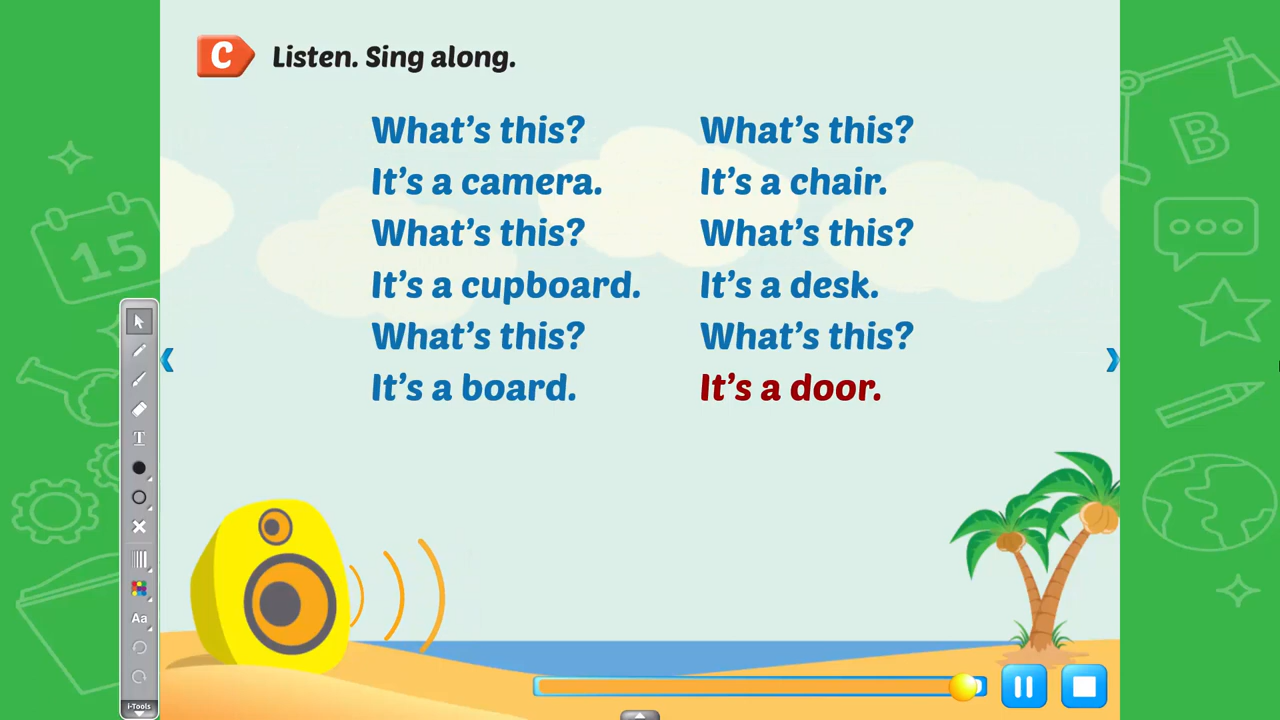 C Listen. Sing along.
What's this?
It's a camera.
What's this?
It's a cupboard.
What's this?
It's a board.
What's this?
It's a chair.
What's this?
It's a desk.
What's this?
It's a door.
15
B
T
Aa
i-Tools